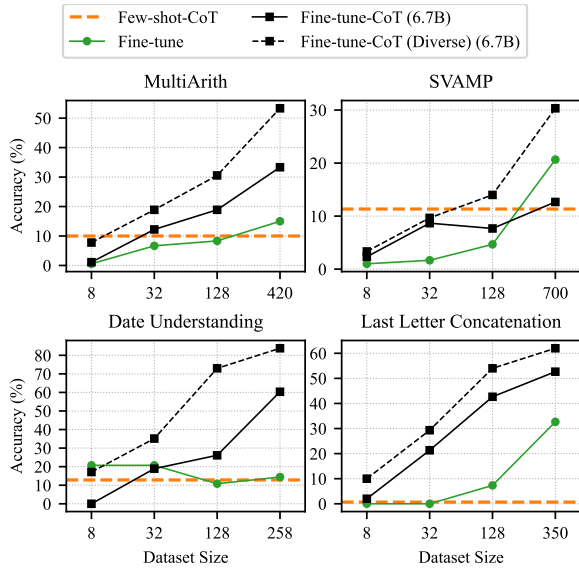 Few-shot-CoT
Fine-tune
Fine-tune-CoT (6.7B)
Fine-tune-CoT (Diverse) (6.7B)
MultiArith
Accuracy (%)
50
40
30
20
10
0
8 32 128 420
SVAMP
30
20
10
0
8 32 128 700
Date Understanding
Accuracy (%)
80
70
60
50
40
30
20
10
0
8 32 128 258
Dataset Size
Last Letter Concatenation
60
50
40
30
20
10
0
8 32 128 350
Dataset Size